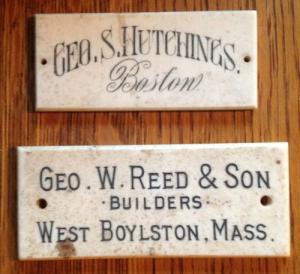 Geo. S. Hutchings.
Boston
Geo. W. Reed & Son
· BUILDERS ·
West Boylston, Mass.